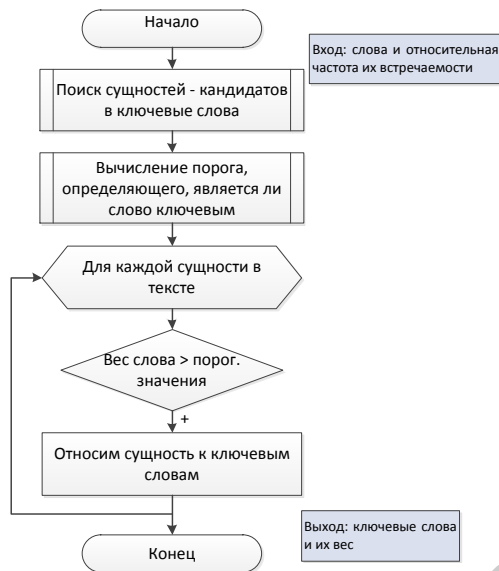 Начало
Вход: слова и относительная
частота их встречаемости
Поиск сущностей - кандидатов
в ключевые слова
Вычисление порога,
определяющего, является ли
слово ключевым
Для каждой сущности в
тексте
Вес слова > порог.
значения
+
Относим сущность к ключевым
словам
Выход: ключевые слова
и их вес
Конец